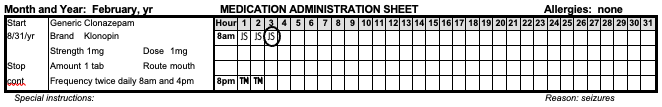 Month and Year: February, yr MEDICATION ADMINISTRATION SHEET Allergies: none
Start Generic Clonazepam Hour 1 2 3 4 5 6 7 8 9 10 11 12 13 14 15 16 17 18 19 20 21 22 23 24 25 26 27 28 29 30 31
8/31/yr Brand Klonopin 8am JS JS JS
Strength 1mg Dose 1mg
Stop Amount 1 tab Route mouth
cont. Frequency twice daily 8am and 4pm 8pm TN TN
Special instructions: Reason: seizures